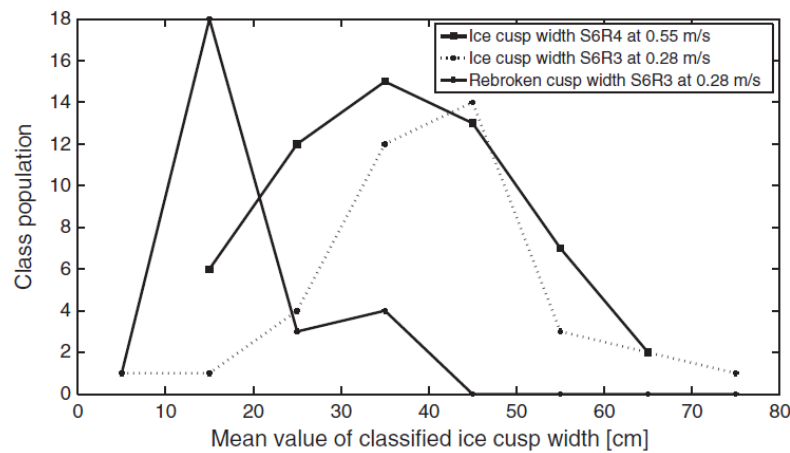 18
16
14
12
10
8
6
4
2
0
Class population
Ice cusp width S6R4 at 0.55 m/s
Ice cusp width S6R3 at 0.28 m/s
Rebroken cusp width S6R3 at 0.28 m/s
0 10 20 30 40 50 60 70 80
Mean value of classified ice cusp width [cm]